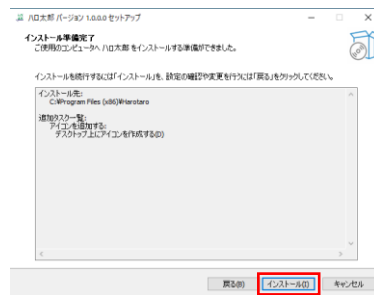 ハロ太郎 バージョン 1.0.0.0 セットアップ
インストール準備完了
ご使用のコンピュータへ ハロ太郎 をインストールする準備ができました。
インストールを続行するには「インストール」を、設定の確認や変更を行うには「戻る」をクリックしてください。
インストール先:
C:¥Program Files (x86)¥Harotaro
追加タスク一覧:
アイコンを追加する:
デスクトップ上にアイコンを作成する(D)
戻る(B)
インストール(I)
キャンセル